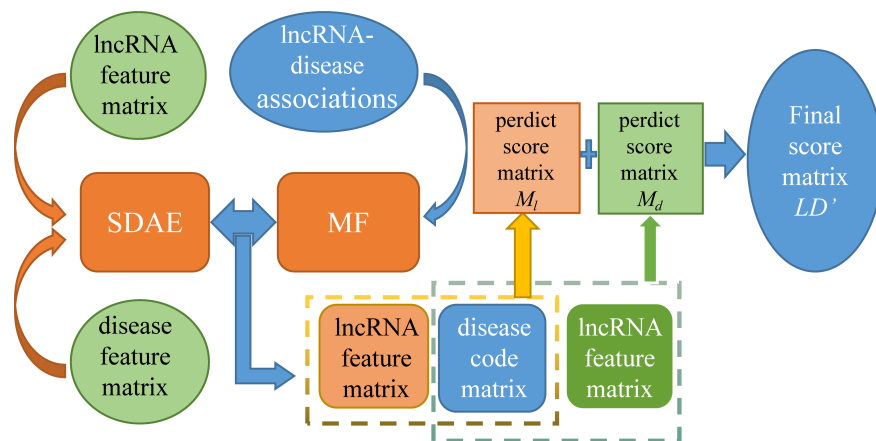 lncRNA
feature
matrix
lncRNA-
disease
associations
perdict
score
matrix
M_l
+
perdict
score
matrix
M_d
Final
score
matrix
LD’
SDAE
MF
disease
feature
matrix
lncRNA
feature
matrix
disease
code
matrix
lncRNA
feature
matrix